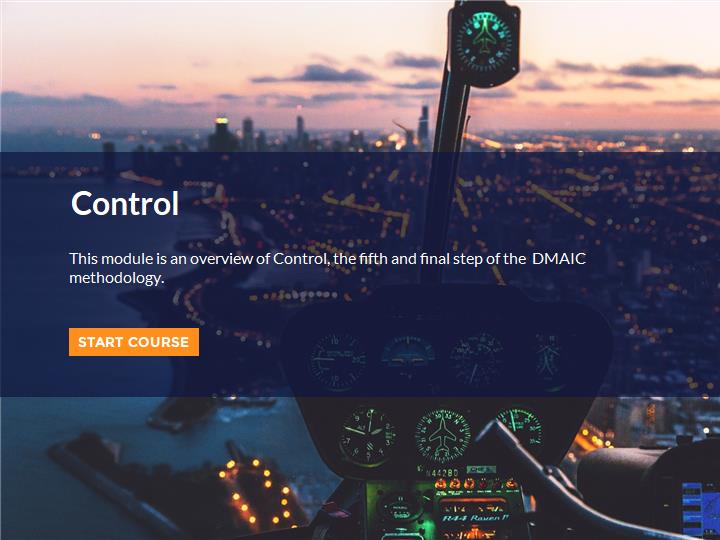 Control
This module is an overview of Control, the fifth and final step of the DMAIC
methodology.
START COURSE
N442BD
R44 Raven II